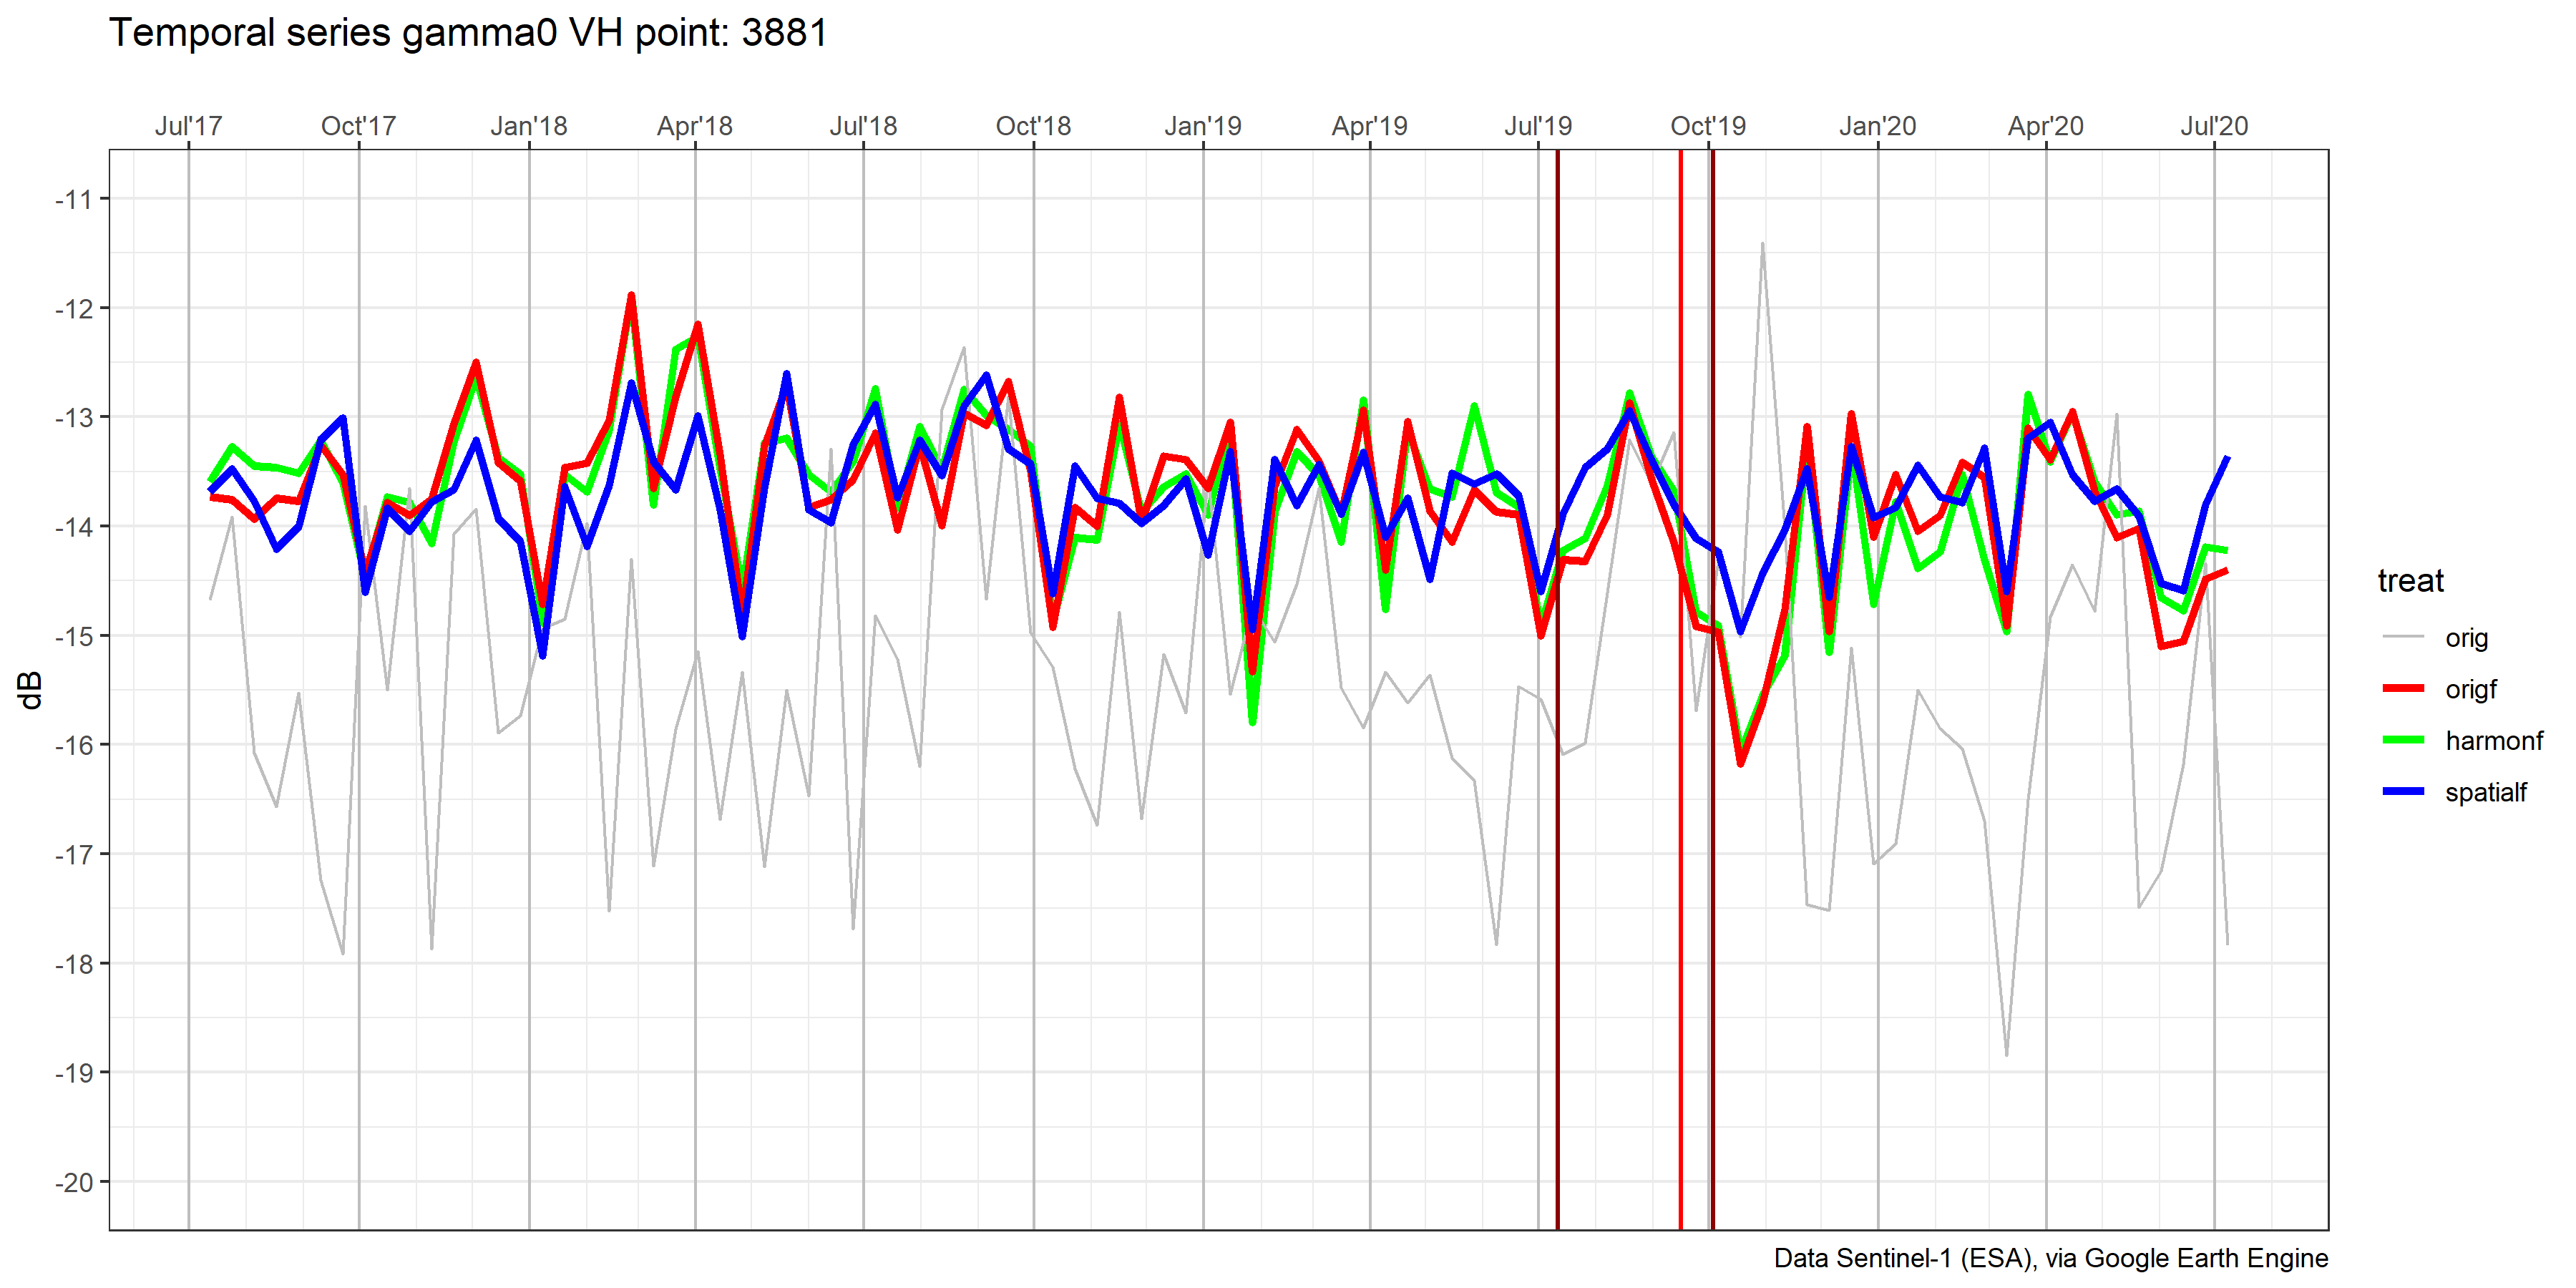 Temporal series gamma0 VH point: 3881
Jul'17 Oct'17 Jan'18 Apr'18 Jul'18 Oct'18 Jan'19 Apr'19 Jul'19 Oct'19 Jan'20 Apr'20 Jul'20
-11
-12
-13
-14
-15
-16
-17
-18
-19
-20
dB
treat
orig
origf
harmonf
spatialf
Data Sentinel-1 (ESA), via Google Earth Engine